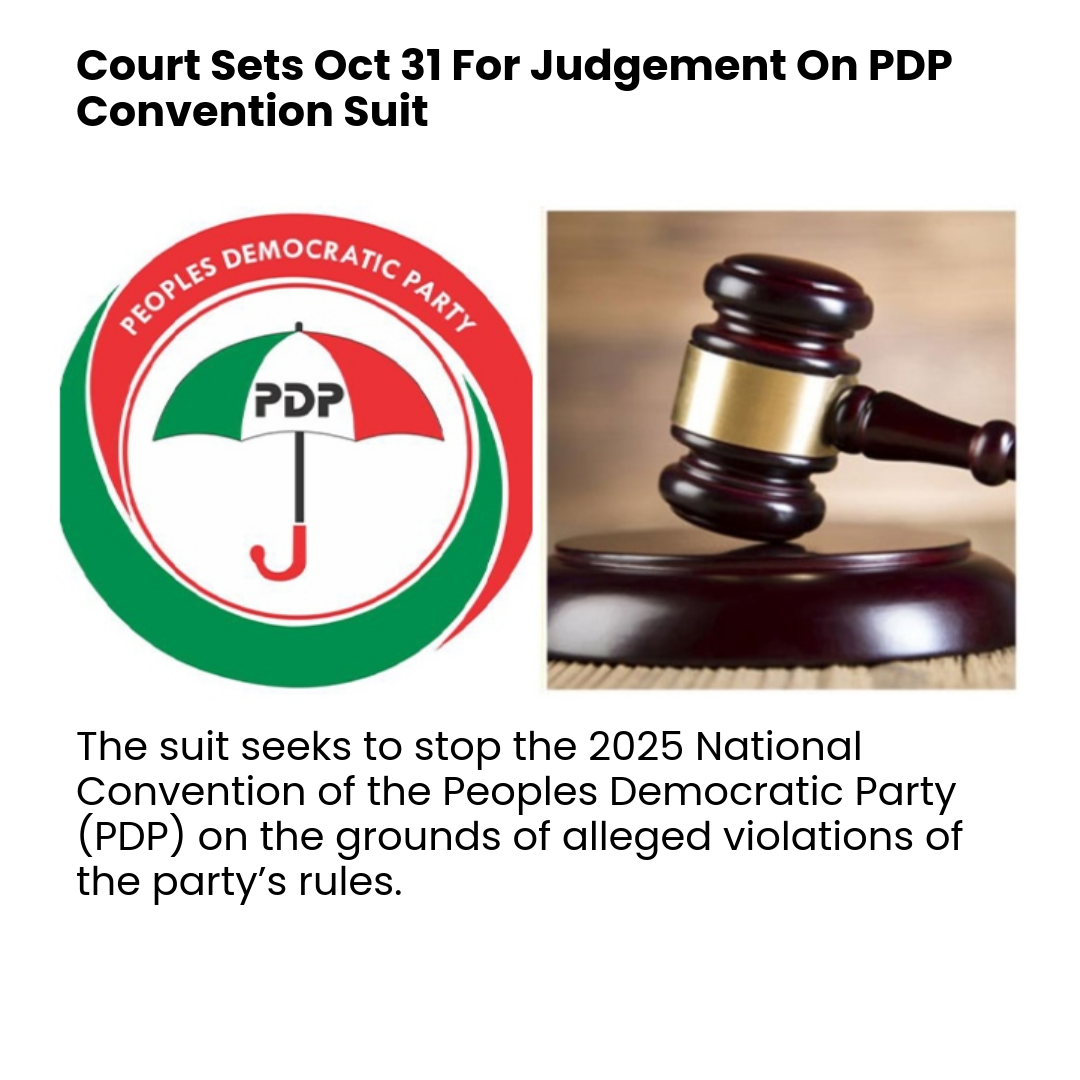 Court Sets Oct 31 For Judgement On PDP
Convention Suit
PEOPLES DEMOCRATIC PARTY
PDP
The suit seeks to stop the 2025 National
Convention of the Peoples Democratic Party
(PDP) on the grounds of alleged violations of
the party’s rules.